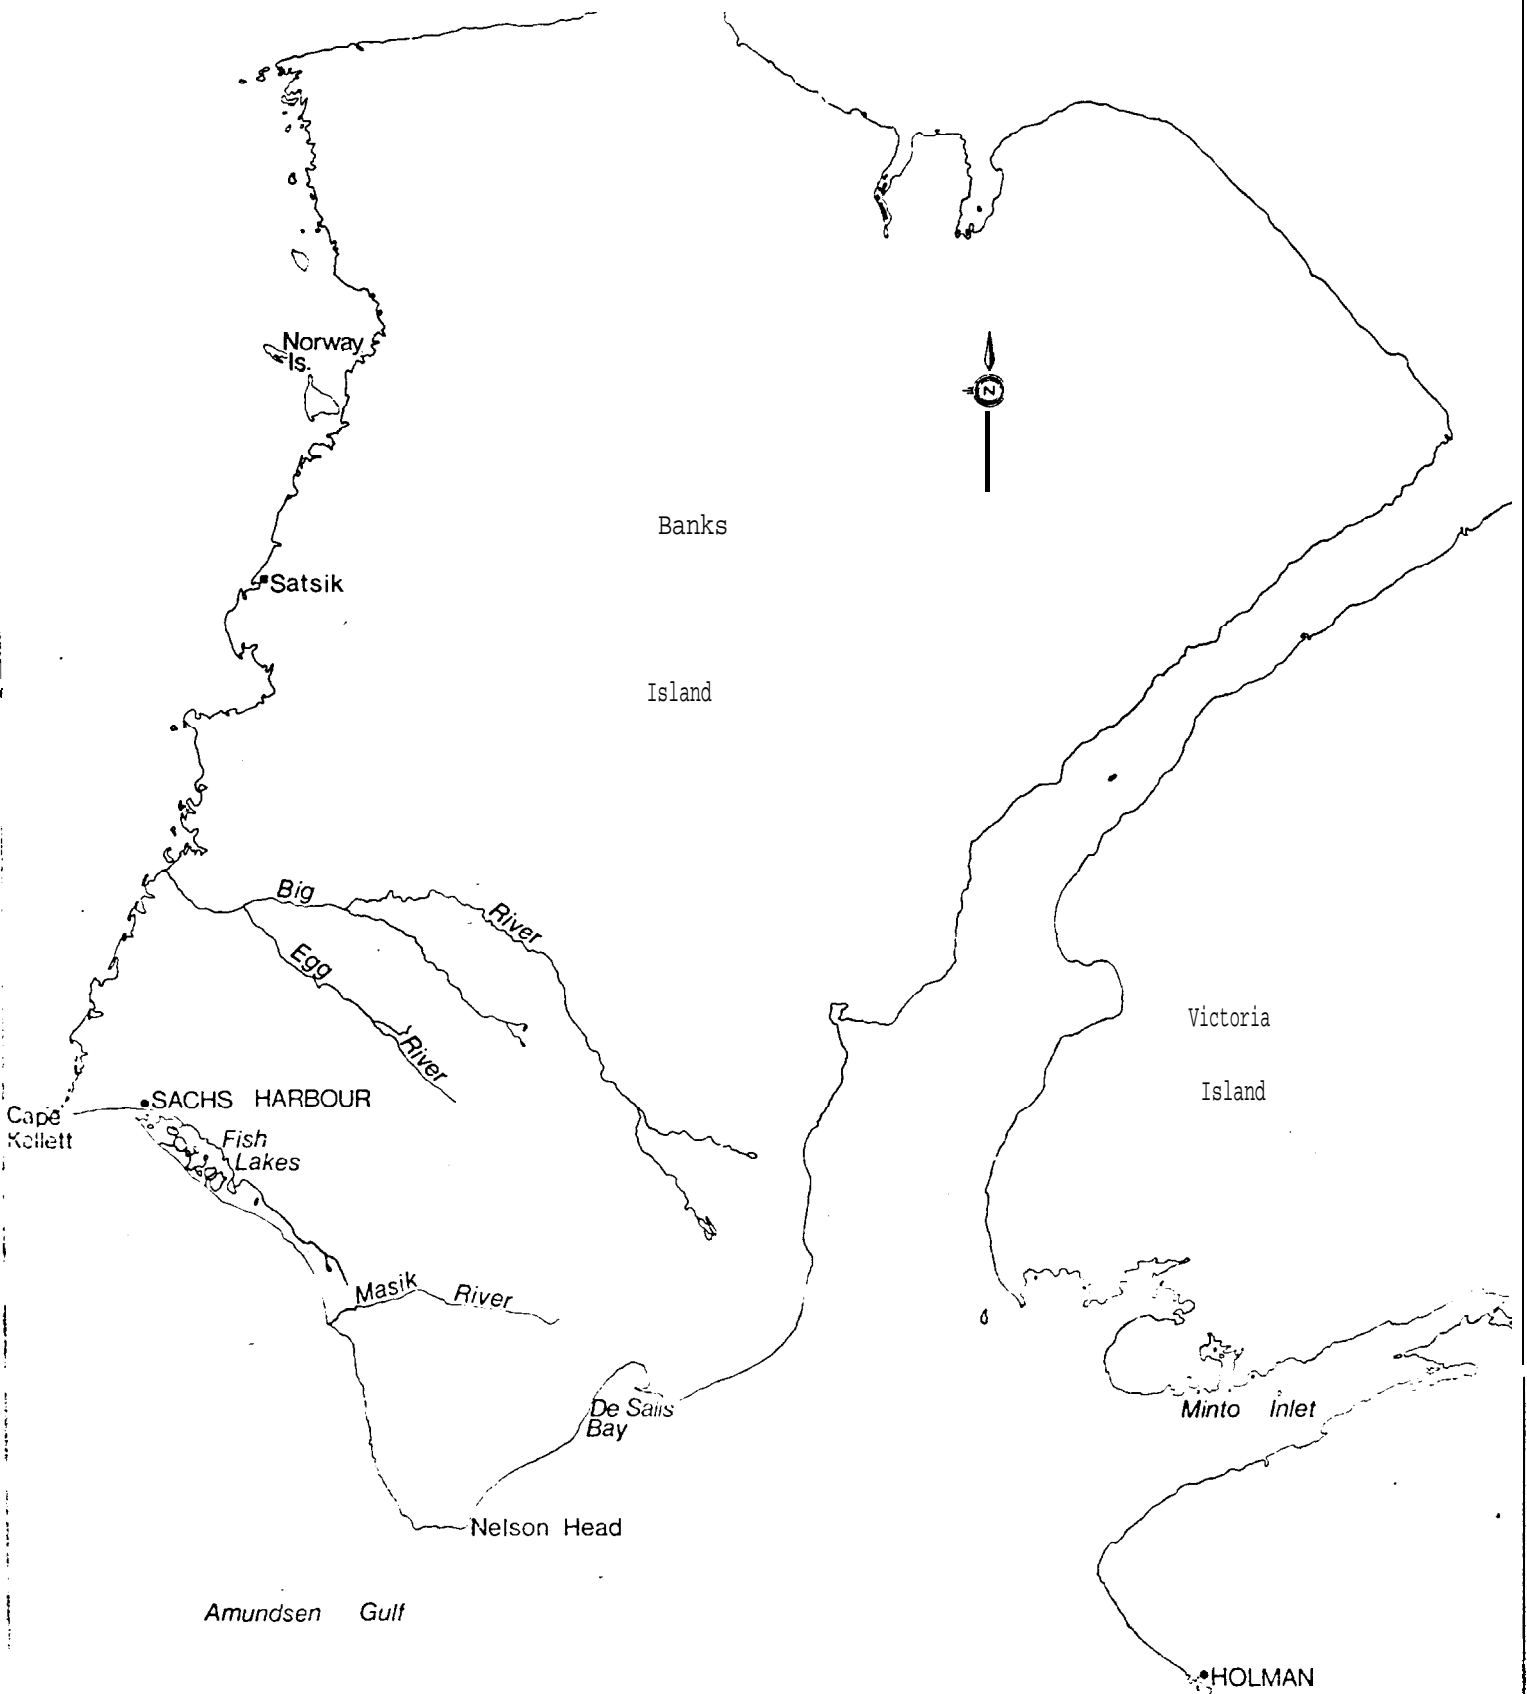 Norway
Is.
N
Banks
Satsik
Island
Big
River
Egg
River
Victoria
Island
SACHS HARBOUR
Cape
Kellett
Fish
Lakes
Masik River
De Salis
Bay
Minto Inlet
Nelson Head
Amundsen Gulf
HOLMAN